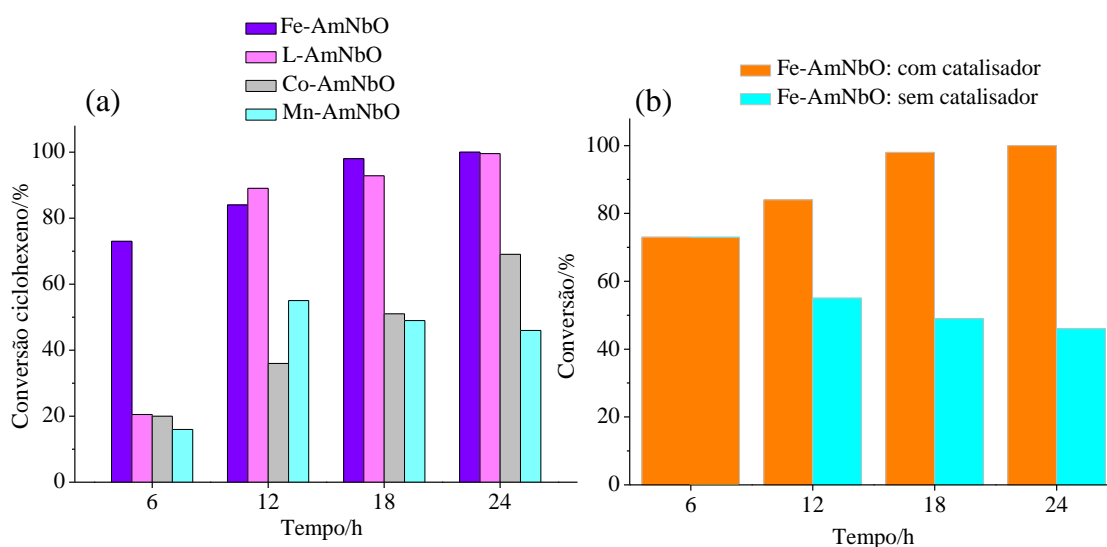 (a)
Fe-AmNbO
L-AmNbO
Co-AmNbO
Mn-AmNbO
Conversão ciclohexeno/%
100
80
60
40
20
0
6
12
18
24
Tempo/h
(b)
Fe-AmNbO: com catalisador
Fe-AmNbO: sem catalisador
Conversão/%
100
80
60
40
20
0
6
12
18
24
Tempo/h